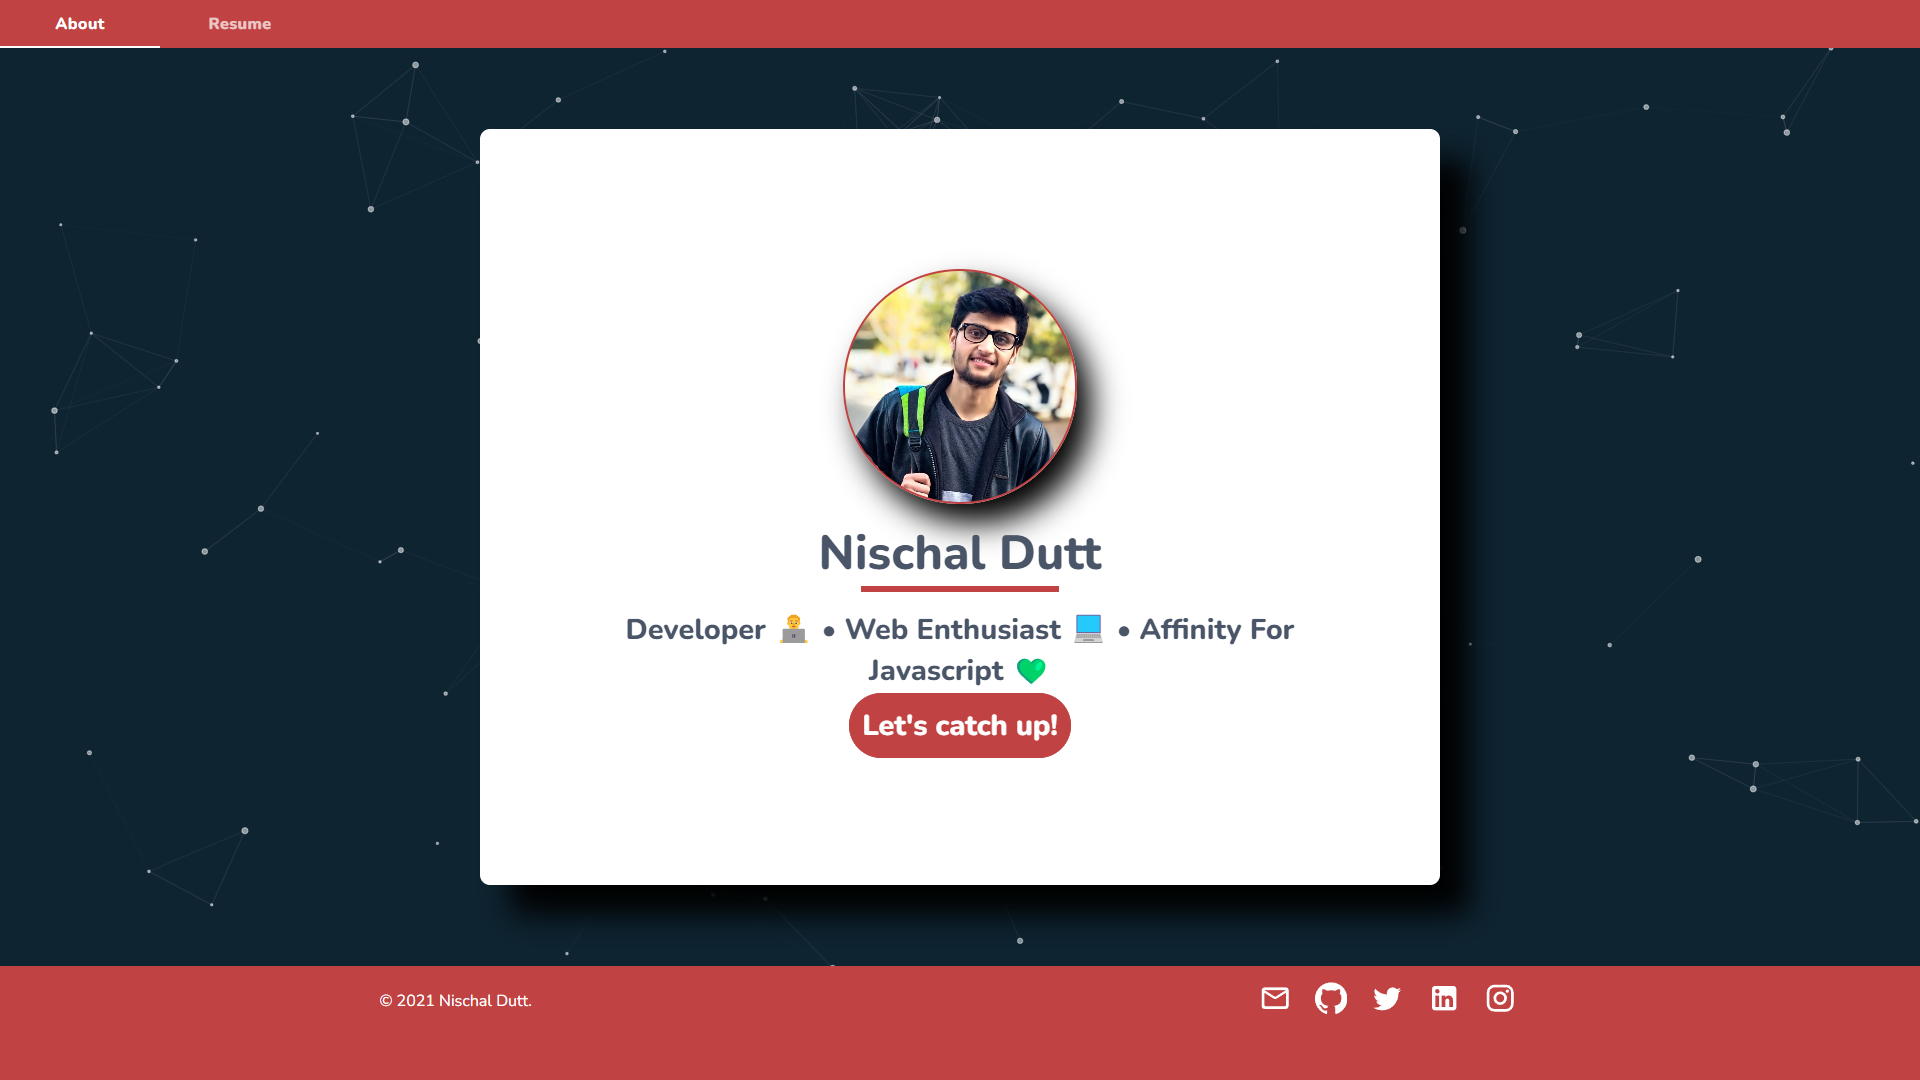 About
Resume
Nischal Dutt
Developer 👨‍💻 • Web Enthusiast 💻 • Affinity For
Javascript 💚
Let's catch up!
© 2021 Nischal Dutt.